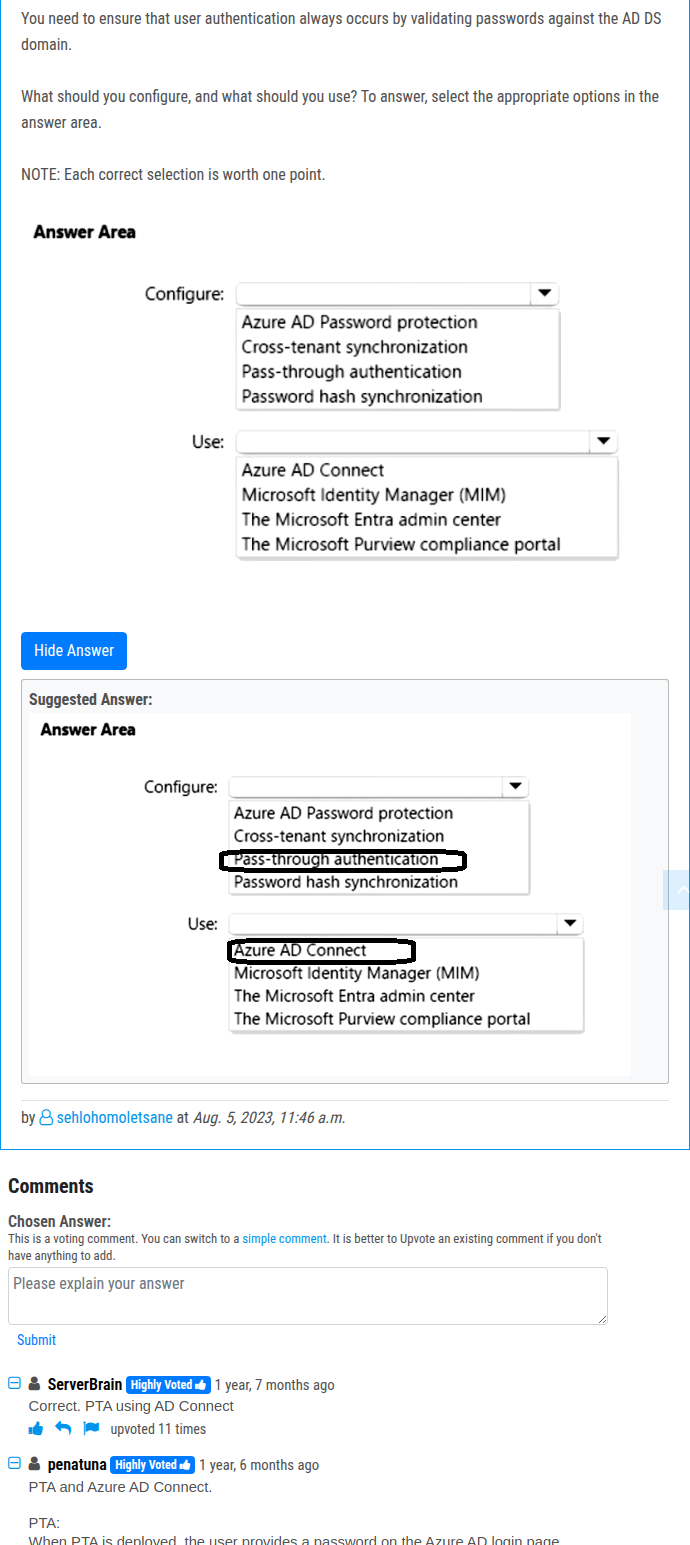 You need to ensure that user authentication always occurs by validating passwords against the AD DS
domain.
What should you configure, and what should you use? To answer, select the appropriate options in the
answer area.
NOTE: Each correct selection is worth one point.
Answer Area
Configure:
Azure AD Password protection
Cross-tenant synchronization
Pass-through authentication
Password hash synchronization
Use:
Azure AD Connect
Microsoft Identity Manager (MIM)
The Microsoft Entra admin center
The Microsoft Purview compliance portal
Hide Answer
Suggested Answer:
Answer Area
Configure:
Azure AD Password protection
Cross-tenant synchronization
Pass-through authentication
Password hash synchronization
Use:
Azure AD Connect
Microsoft Identity Manager (MIM)
The Microsoft Entra admin center
The Microsoft Purview compliance portal
by sehlohomoletsane at Aug. 5, 2023, 11:46 a.m.
Comments
Chosen Answer:
This is a voting comment. You can switch to a simple comment. It is better to Upvote an existing comment if you don't
have anything to add.
Please explain your answer
Submit
ServerBrain Highly Voted 1 year, 7 months ago
Correct. PTA using AD Connect
upvoted 11 times
penatuna Highly Voted 1 year, 6 months ago
PTA and Azure AD Connect.
PTA:
When PTA is deployed, the user provides a password on the Azure AD login page